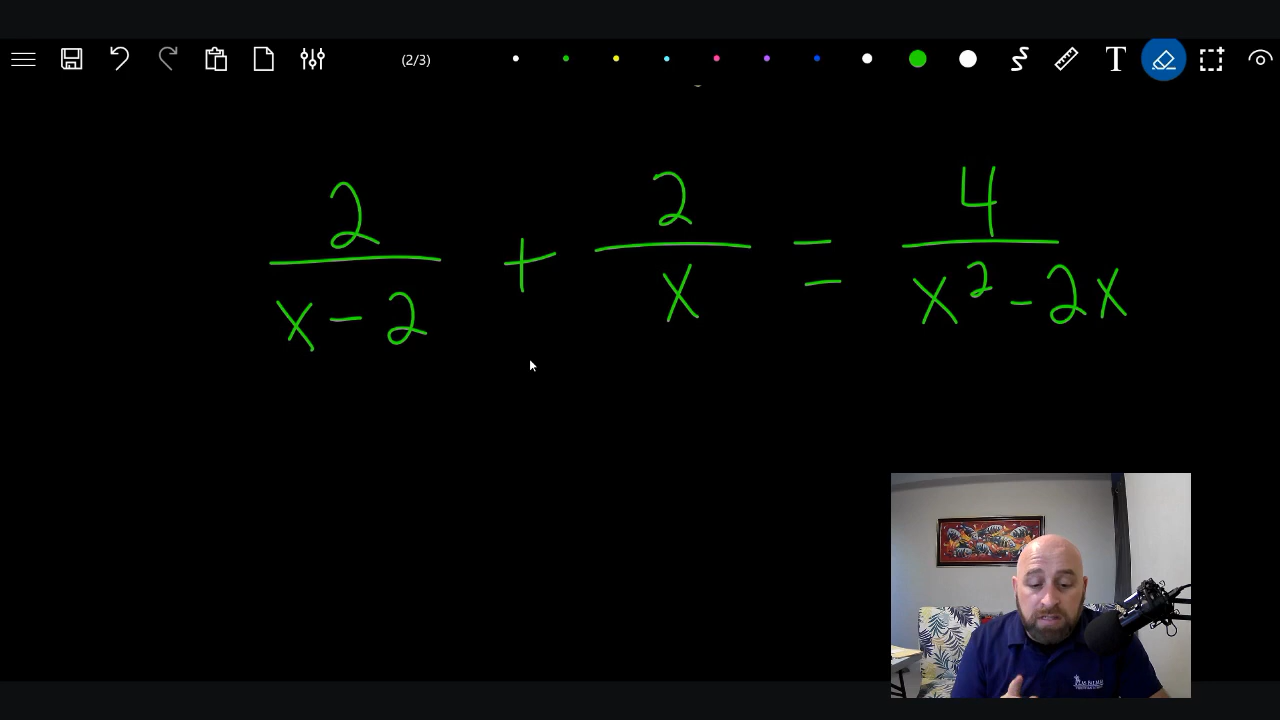 (2/3)
T
2/(x-2) + 2/x = 4/(x²-2x)